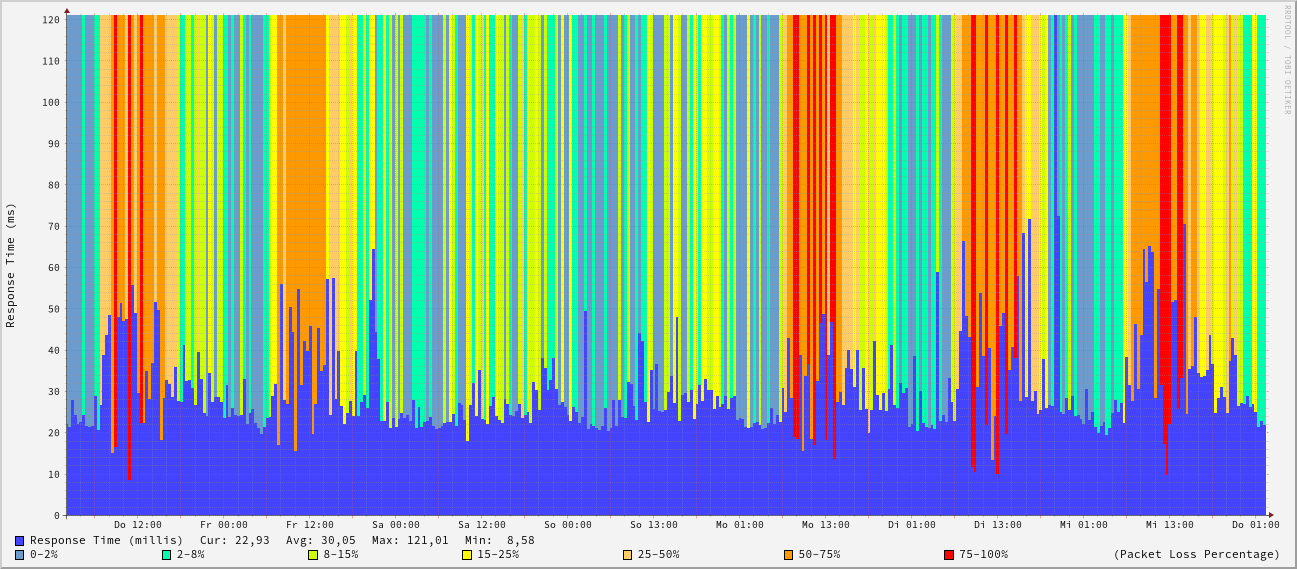 RRDTOOL / TOBI OETIKER
120
110
100
90
80
70
60
50
40
30
20
10
0
Response Time (ms)
Do 12:00 Fr 00:00 Fr 12:00 Sa 00:00 Sa 12:00 So 00:00 So 13:00 Mo 01:00 Mo 13:00 Di 01:00 Di 13:00 Mi 01:00 Mi 13:00 Do 01:00
Response Time (millis) Cur: 22,93 Avg: 30,05 Max: 121,01 Min: 8,58
0-2% 2-8% 8-15% 15-25% 25-50% 50-75% 75-100% (Packet Loss Percentage)